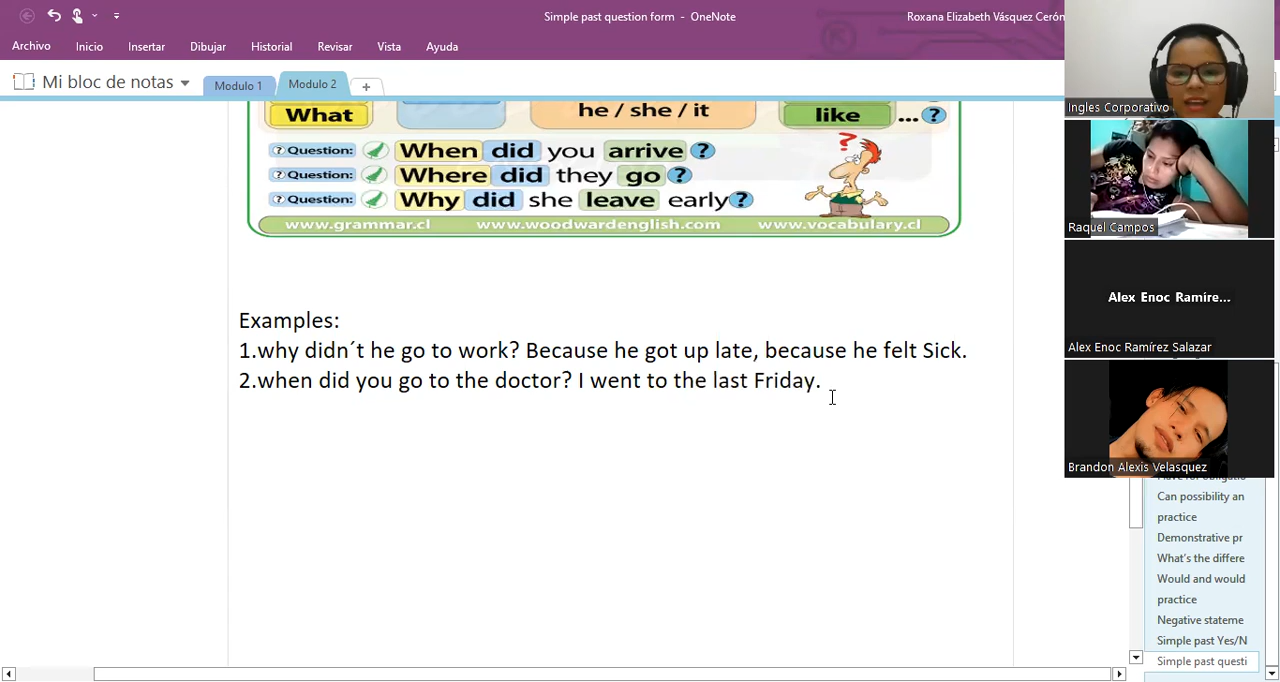 Simple past question form - OneNote
Roxana Elizabeth Vásquez Cerón
Archivo Inicio Insertar Dibujar Historial Revisar Vista Ayuda
Mi bloc de notas Modulo 1 Modulo 2 +
What he / she / it like ...?
? Question: When did you arrive ?
? Question: Where did they go ?
? Question: Why did she leave early ?
www.grammar.cl www.woodwardenglish.com www.vocabulary.cl
Examples:
1.why didn´t he go to work? Because he got up late, because he felt Sick.
2.when did you go to the doctor? I went to the last Friday.
Ingles Corporativo
Raquel Campos
Alex Enoc Ramíre...
Alex Enoc Ramírez Salazar
Brandon Alexis Velasquez
Can possibility an
practice
Demonstrative pr
What's the differe
Would and would
practice
Negative stateme
Simple past Yes/N
Simple past questi